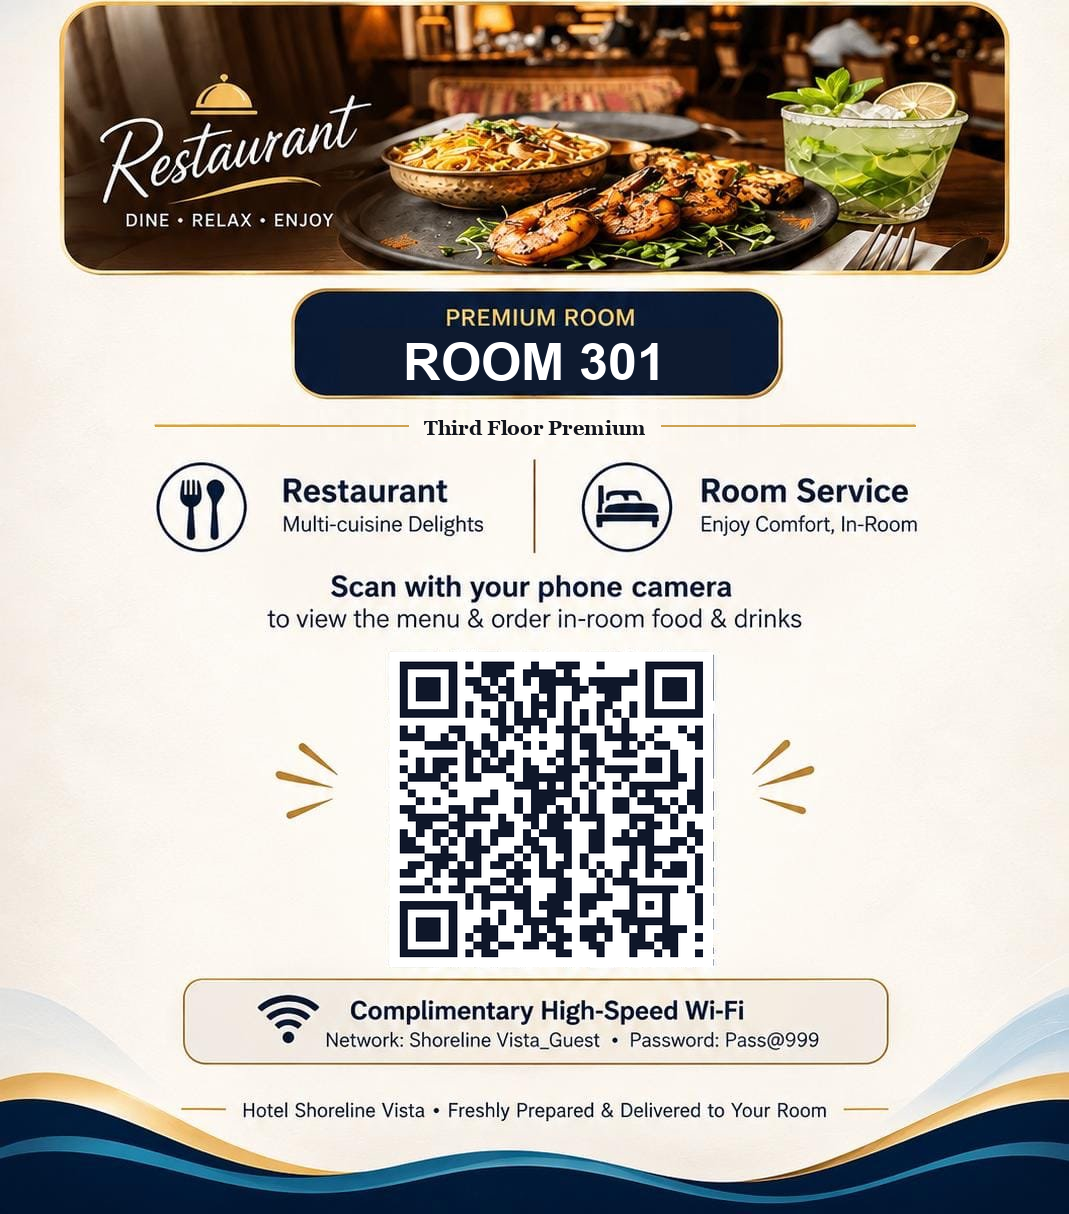 Restaurant
DINE • RELAX • ENJOY
PREMIUM ROOM
ROOM 301
Third Floor Premium
Restaurant
Multi-cuisine Delights
Room Service
Enjoy Comfort, In-Room
Scan with your phone camera
to view the menu & order in-room food & drinks
Complimentary High-Speed Wi-Fi
Network: Shoreline Vista_Guest • Password: Pass@999
Hotel Shoreline Vista • Freshly Prepared & Delivered to Your Room